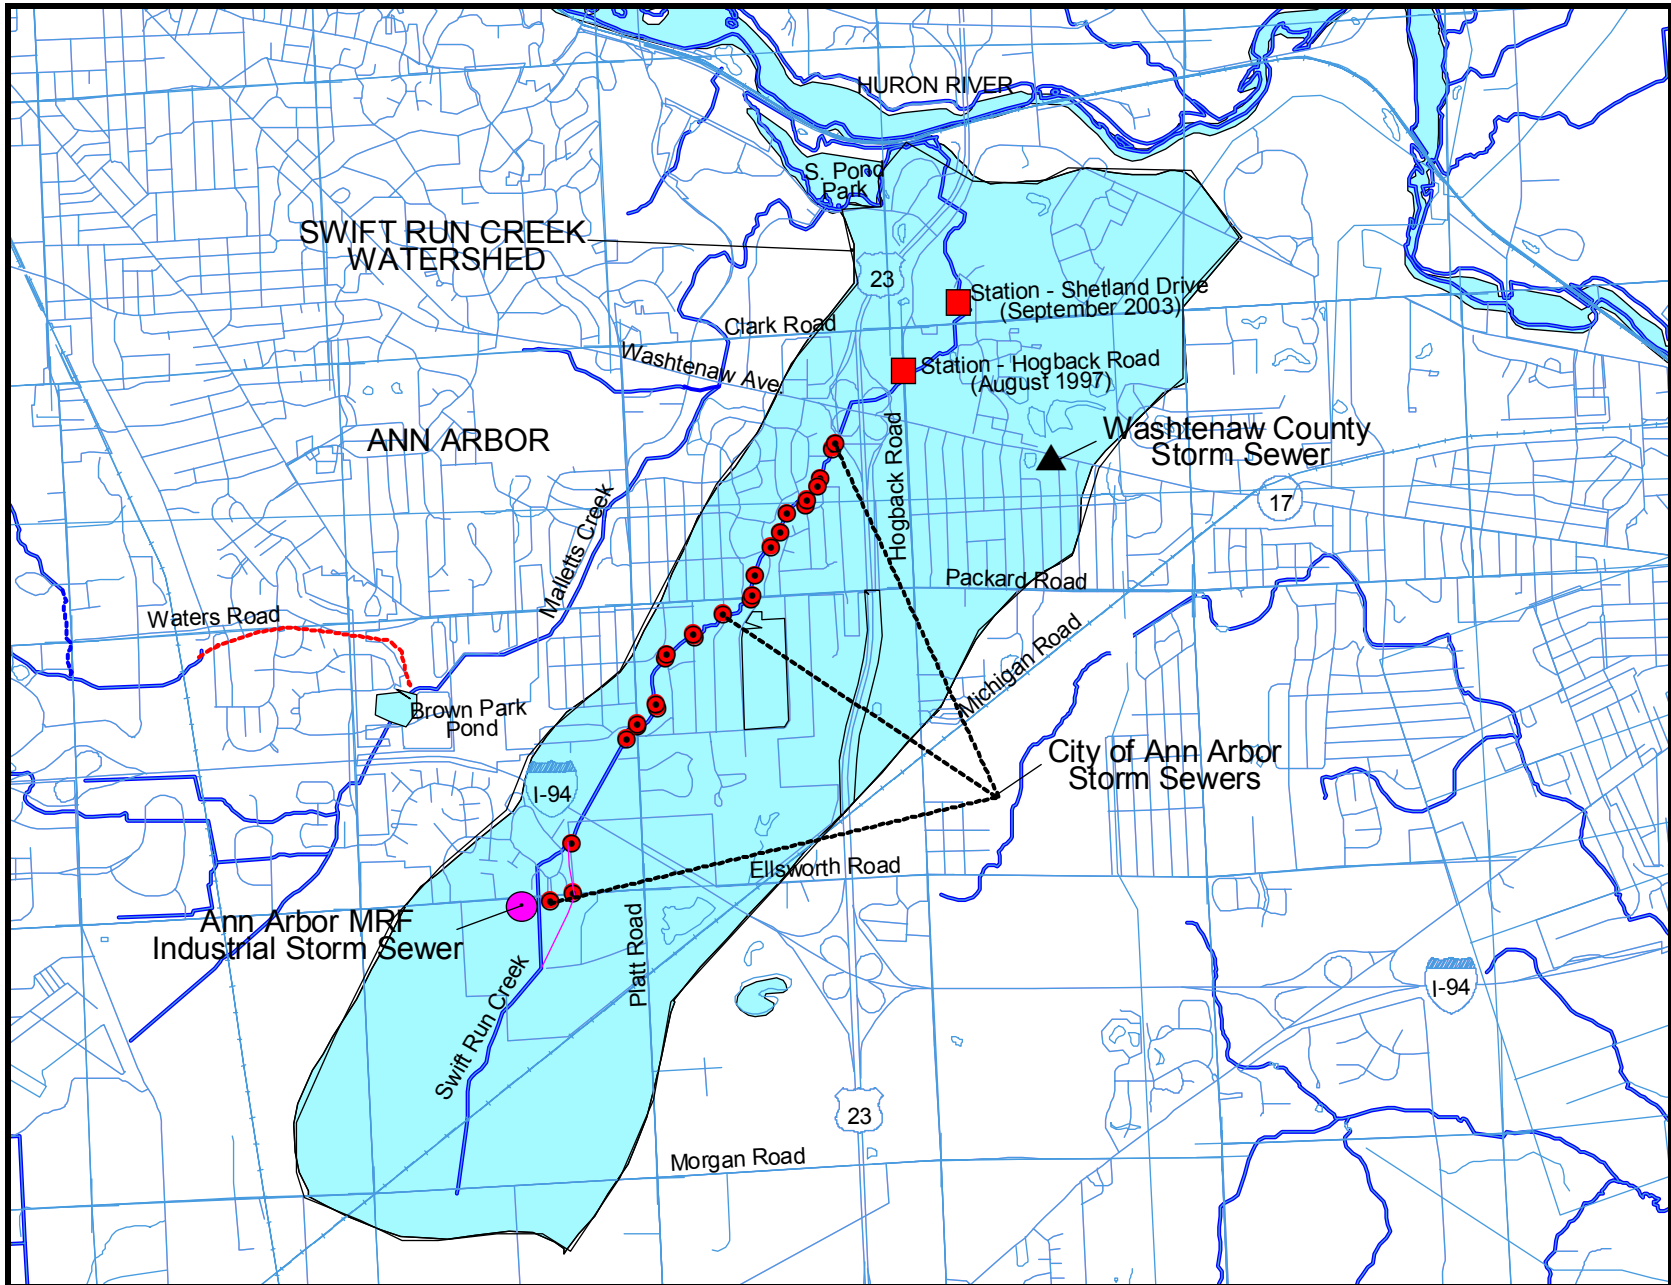 HURON RIVER
S. Pond
Park
SWIFT RUN CREEK
WATERSHED
23
Station - Shetland Drive
(September 2003)
Clark Road
Washtenaw Ave
Station - Hogback Road
(August 1997)
ANN ARBOR
Hogback Road
Washtenaw County
Storm Sewer
17
Malletts Creek
Packard Road
Waters Road
Michigan Road
Brown Park
Pond
City of Ann Arbor
Storm Sewers
I-94
Ellsworth Road
Ann Arbor MRF
Industrial Storm Sewer
Platt Road
Swift Run Creek
I-94
23
Morgan Road